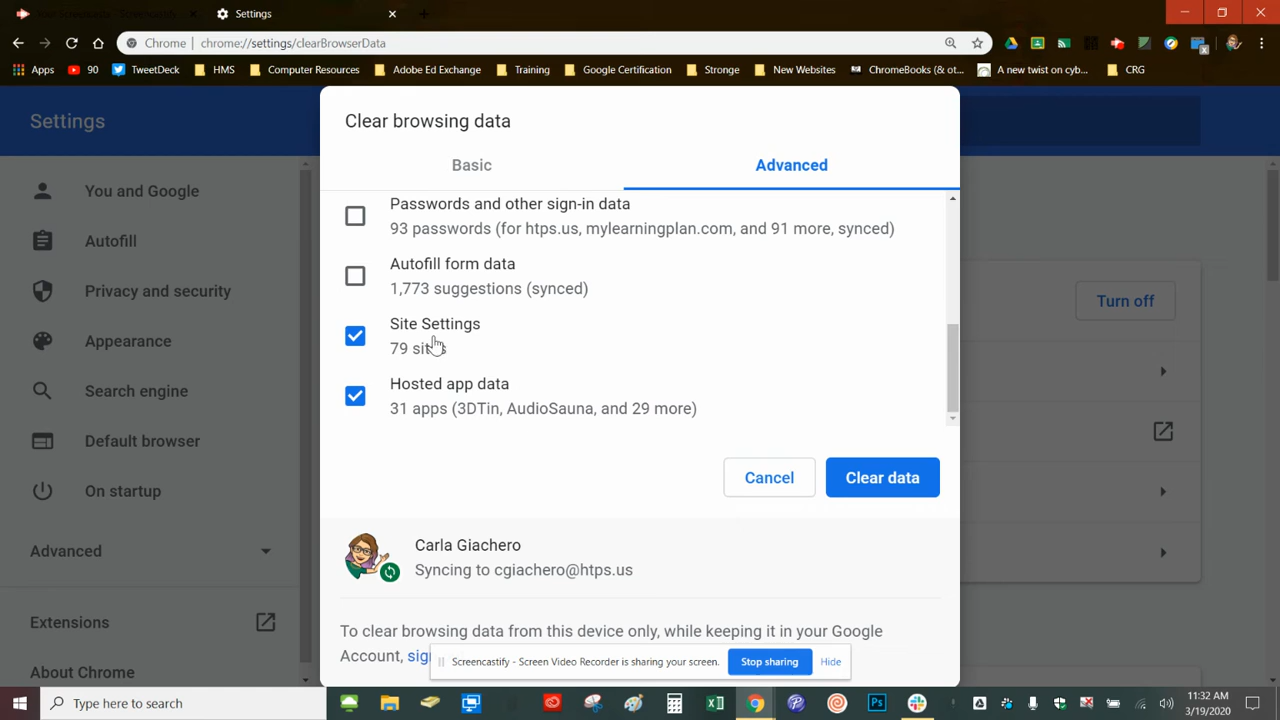 Settings
Chrome | chrome://settings/clearBrowserData
Apps
90
TweetDeck
HMS
Computer Resources
Adobe Ed Exchange
Training
Google Certification
Stronge
New Websites
ChromeBooks (& ot...
A new twist on cyb...
CRG
Settings
You and Google
Autofill
Privacy and security
Appearance
Search engine
Default browser
On startup
Advanced
Extensions
About Chrome
Turn off
Clear browsing data
Basic
Advanced
Passwords and other sign-in data
93 passwords (for htps.us, mylearningplan.com, and 91 more, synced)
Autofill form data
1,773 suggestions (synced)
Site Settings
79 sites
Hosted app data
31 apps (3DTin, AudioSauna, and 29 more)
Cancel
Clear data
Carla Giachero
Syncing to cgiachero@htps.us
To clear browsing data from this device only, while keeping it in your Google
Account, sig
Screencastify - Screen Video Recorder is sharing your screen.
Stop sharing
Hide
Type here to search
11:32 AM
3/19/2020